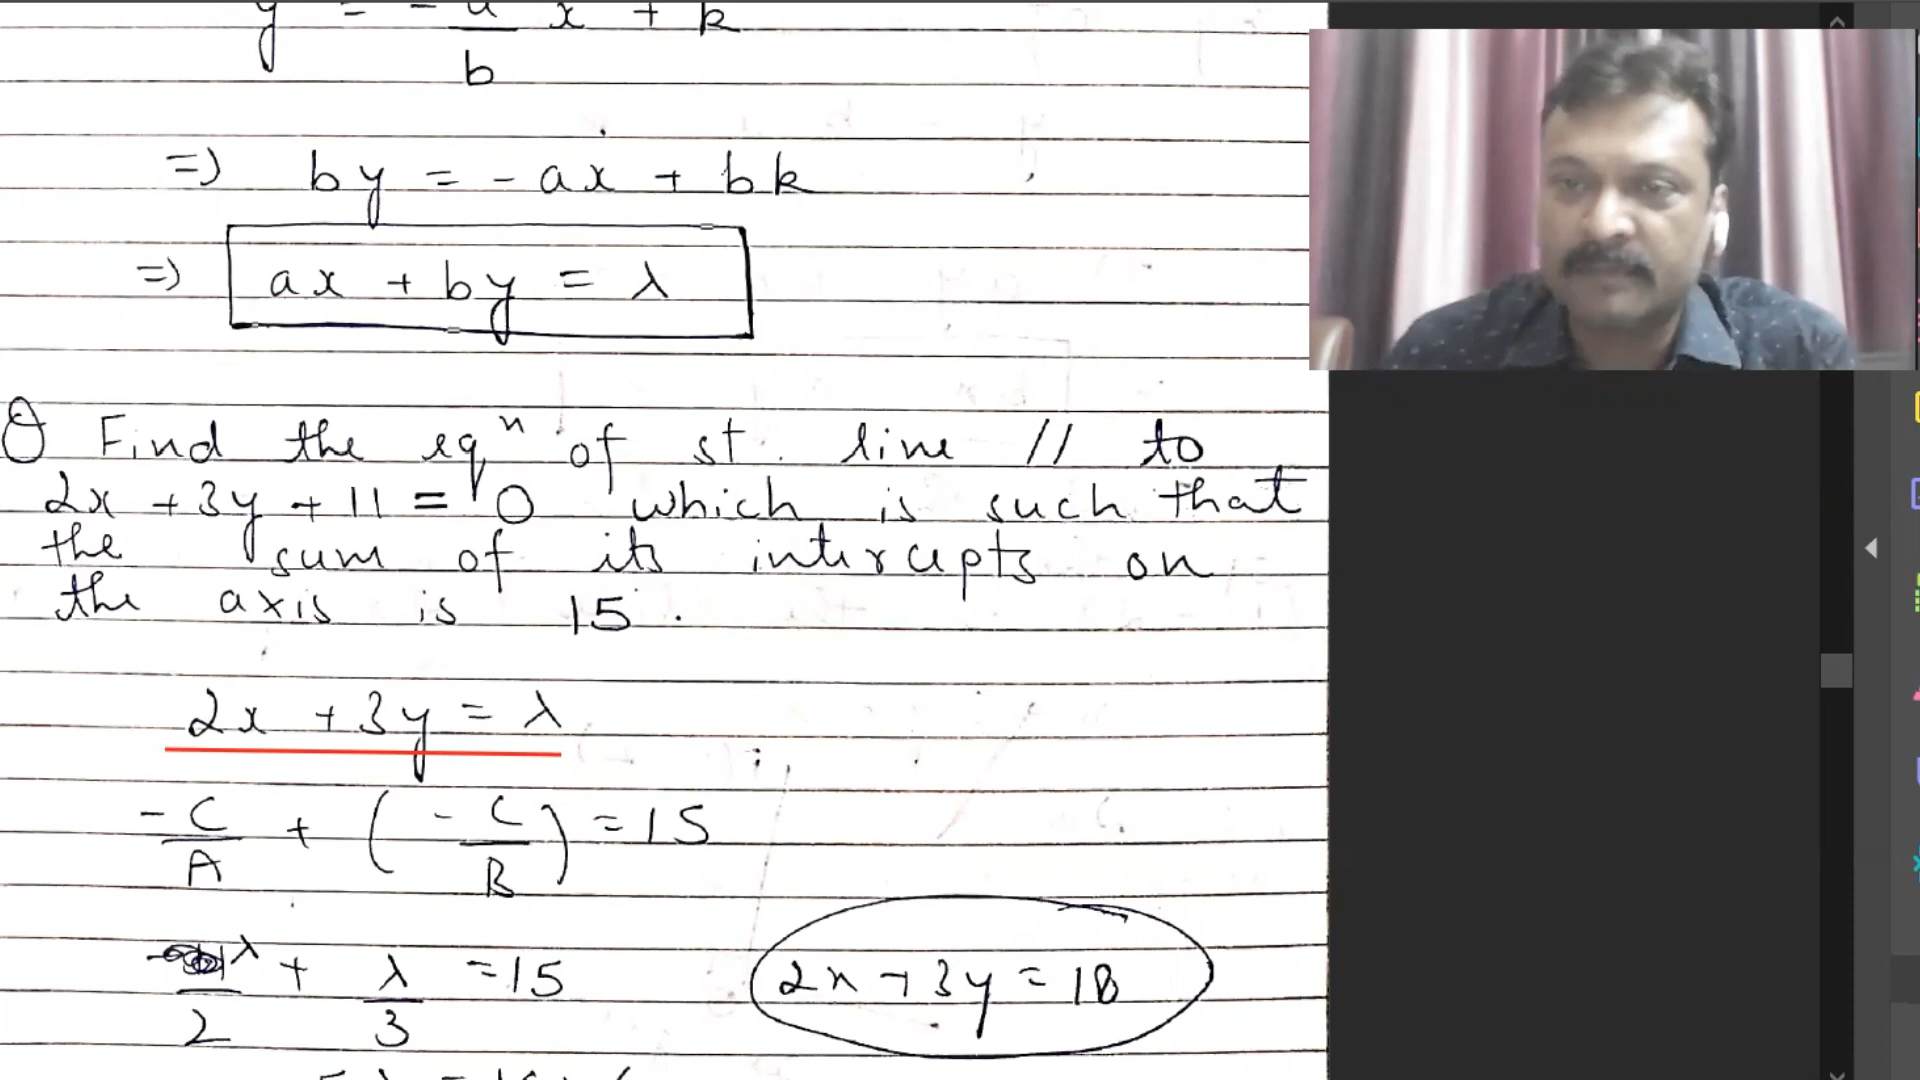 y = - a/b x + k
=) by = - ax + bk
=) ax + by = λ
Q Find the eqⁿ of st. line // to
2x + 3y + 11 = 0 which is such that
the sum of its intercepts on
the axis is 15.
2x + 3y = λ
-C/A + (-C/B) = 15
λ/2 + λ/3 = 15
2x + 3y = 18